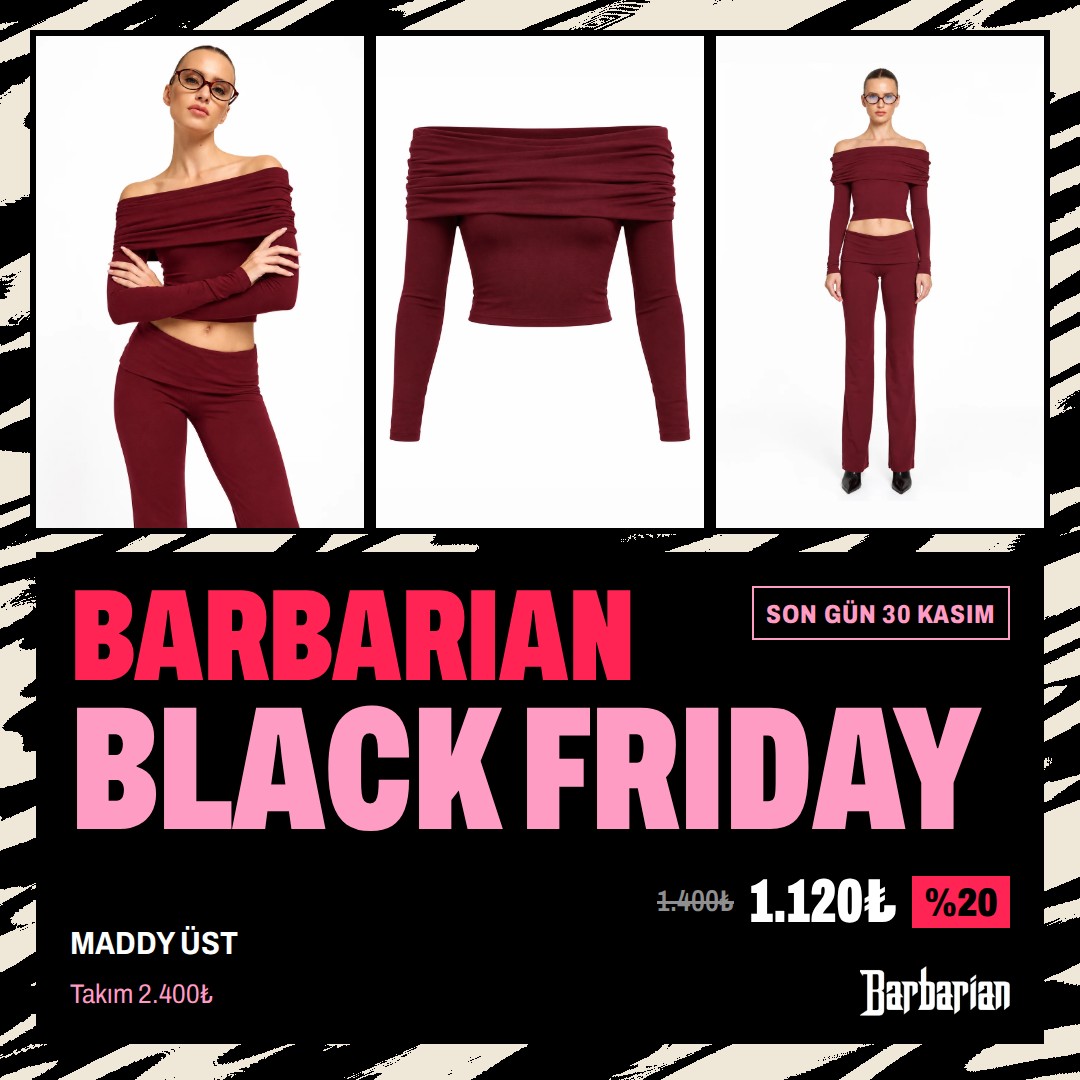 BARBARIAN
SON GÜN 30 KASIM
BLACK FRIDAY
1.400₺ 1.120₺ %20
MADDY ÜST
Takım 2.400₺
Barbarian